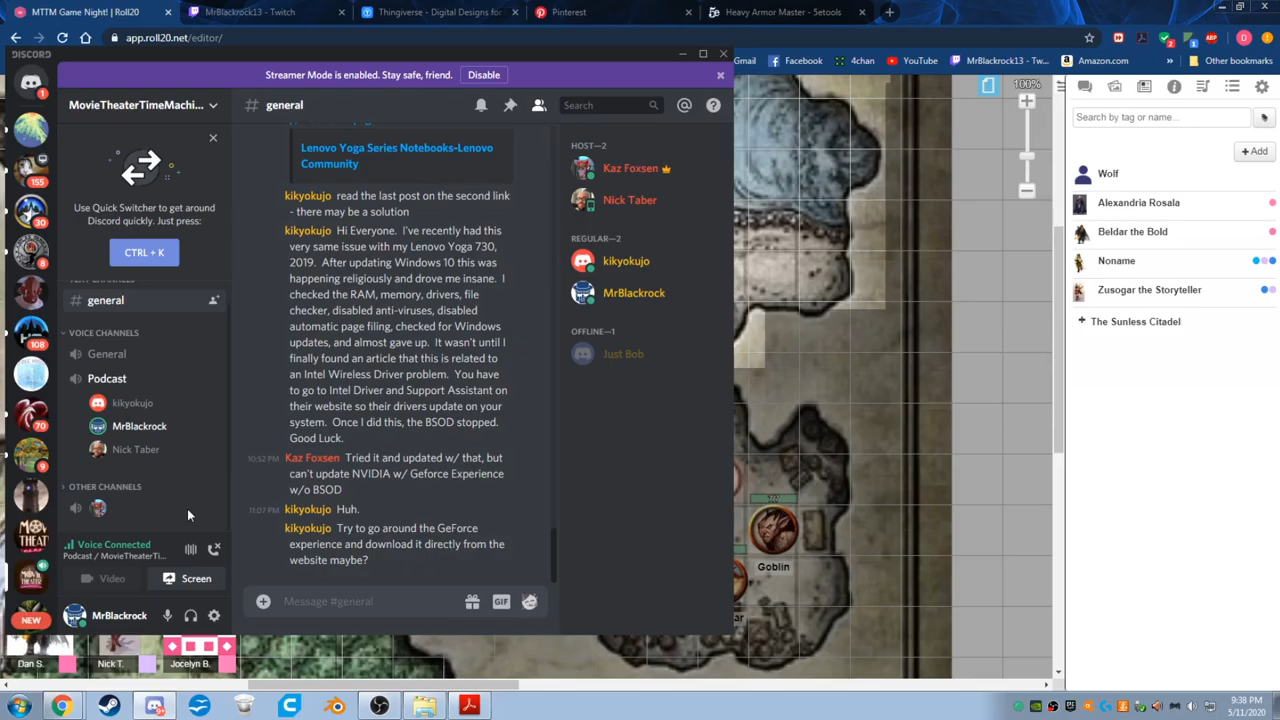 MTTM Game Night! | Roll20
MrBlackrock13 - Twitch
Thingiverse - Digital Designs for
Pinterest
Heavy Armor Master - 5etools
app.roll20.net/editor/
Gmail
Facebook
4chan
YouTube
MrBlackrock13 - Tw...
Amazon.com
»
Other bookmarks
DISCORD
Streamer Mode is enabled. Stay safe, friend.
Disable
MovieTheaterTimeMachi...
# general
Search
100%
Search by tag or name...
+ Add
Wolf
Alexandria Rosala
Beldar the Bold
Noname
Zusogar the Storyteller
+ The Sunless Citadel
1
155
30
8
108
70
9
NEW
Use Quick Switcher to get around
Discord quickly. Just press:
CTRL + K
# general
VOICE CHANNELS
General
Podcast
kikyokujo
MrBlackrock
Nick Taber
OTHER CHANNELS
Voice Connected
Podcast / MovieTheaterTi...
Video
Screen
MrBlackrock
Lenovo Yoga Series Notebooks-Lenovo
Community
kikyokujo read the last post on the second link
- there may be a solution
kikyokujo Hi Everyone. I've recently had this
very same issue with my Lenovo Yoga 730,
2019. After updating Windows 10 this was
happening religiously and drove me insane. I
checked the RAM, memory, drivers, file
checker, disabled anti-viruses, disabled
automatic page filing, checked for Windows
updates, and almost gave up. It wasn't until I
finally found an article that this is related to
an Intel Wireless Driver problem. You have
to go to Intel Driver and Support Assistant on
their website so their drivers update on your
system. Once I did this, the BSOD stopped.
Good Luck.
10:52 PM Kaz Foxsen Tried it and updated w/ that, but
can't update NVIDIA w/ Geforce Experience
w/o BSOD
11:07 PM kikyokujo Huh.
kikyokujo Try to go around the GeForce
experience and download it directly from the
website maybe?
Message #general
GIF
HOST—2
Kaz Foxsen
Nick Taber
REGULAR—2
kikyokujo
MrBlackrock
OFFLINE—1
Just Bob
Goblin
Dan S.
Nick T.
Jocelyn B.
9:38 PM
5/11/2020